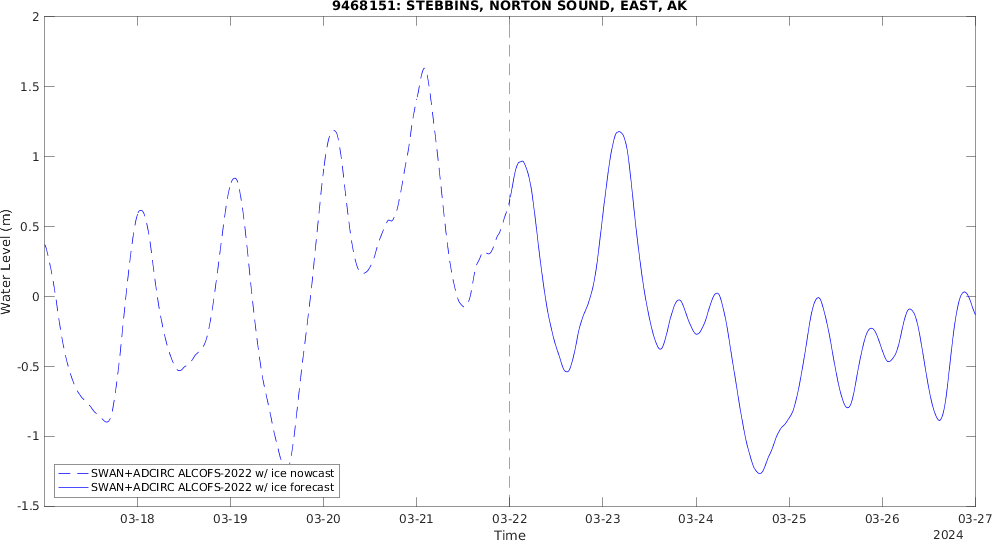 9468151: STEBBINS, NORTON SOUND, EAST, AK
2
1.5
1
0.5
0
-0.5
-1
-1.5
Water Level (m)
SWAN+ADCIRC ALCOFS-2022 w/ ice nowcast
SWAN+ADCIRC ALCOFS-2022 w/ ice forecast
03-18 03-19 03-20 03-21 03-22 03-23 03-24 03-25 03-26 03-27
Time
2024